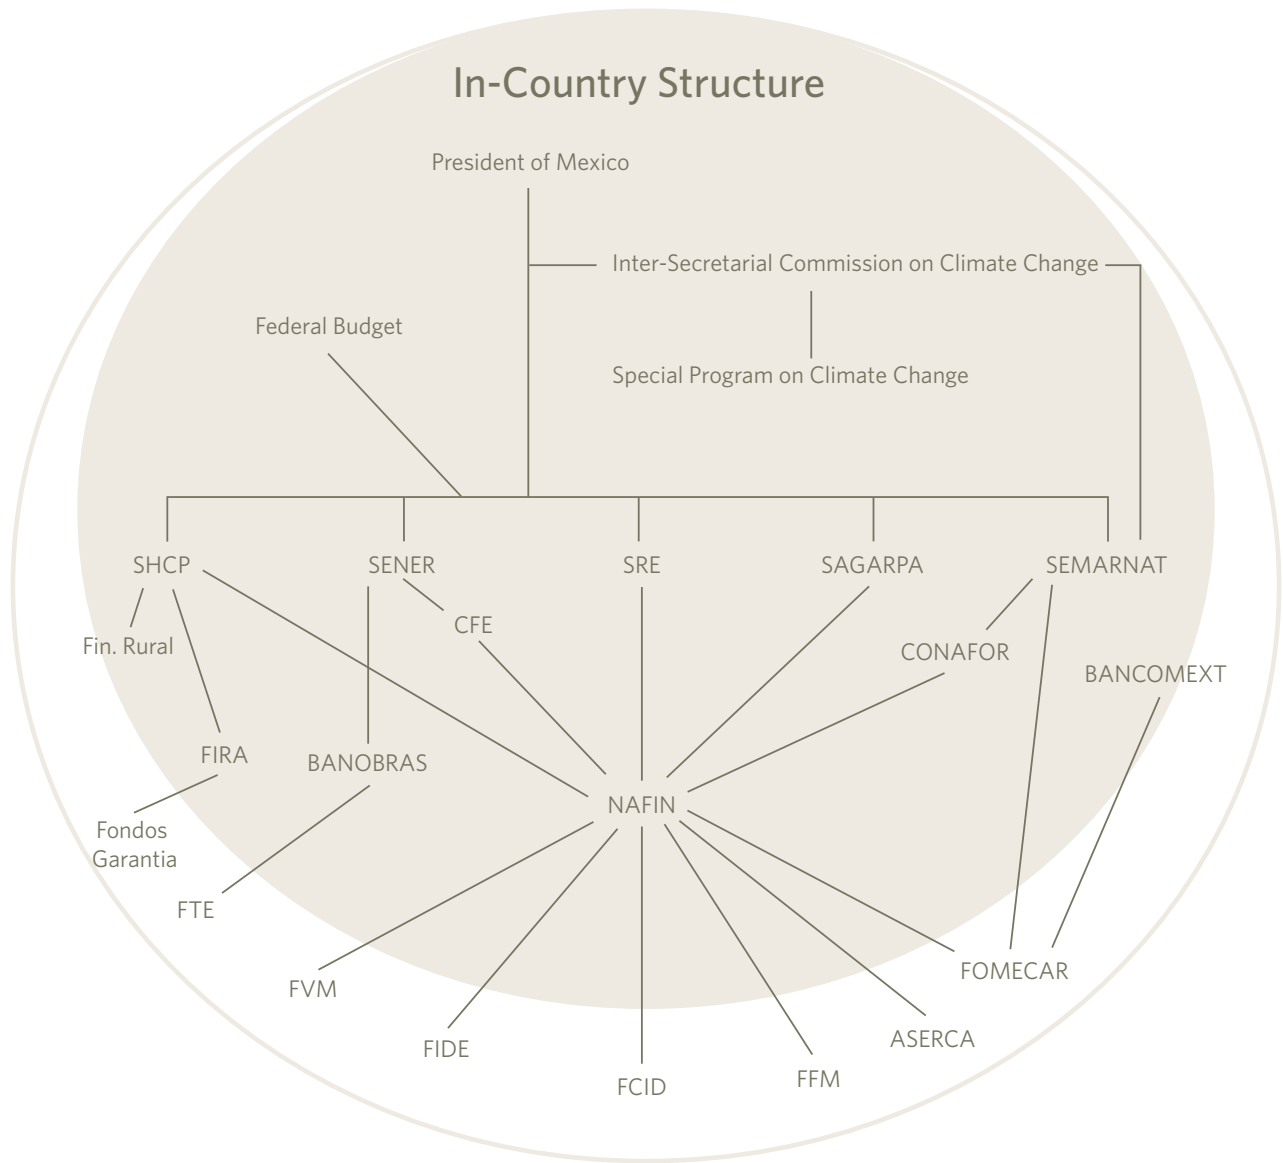 In-Country Structure
President of Mexico
Inter-Secretarial Commission on Climate Change
Federal Budget
Special Program on Climate Change
SHCP
SENER
SRE
SAGARPA
SEMARNAT
CFE
Fin. Rural
CONAFOR
BANCOMEXT
FIRA
BANOBRAS
NAFIN
Fondos
Garantia
FTE
FOMECAR
FVM
FIDE
ASERCA
FCID
FFM